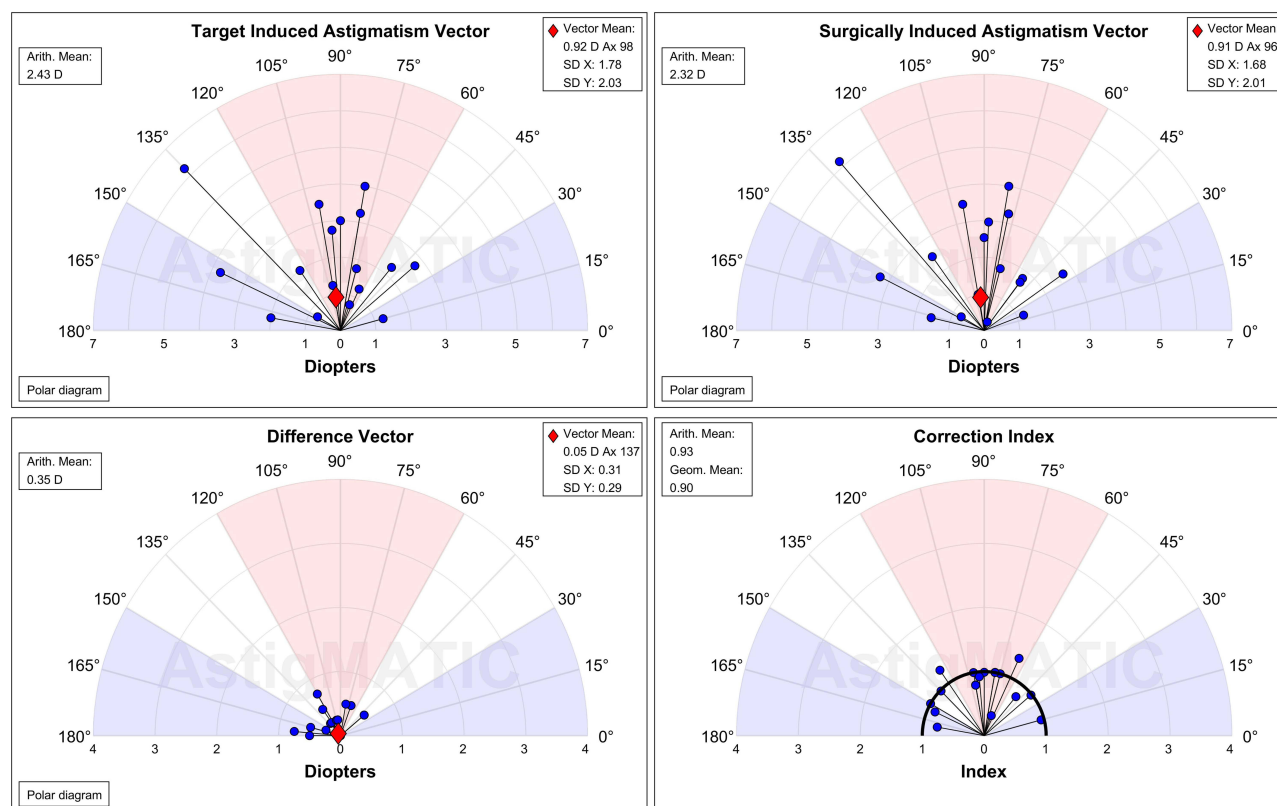 Target Induced Astigmatism Vector
Arith. Mean:
2.43 D
Vector Mean:
0.92 D Ax 98
SD X: 1.78
SD Y: 2.03
90°
105° 75°
120° 60°
135° 45°
150° 30°
165° 15°
180° 0°
AstigMATIC
7 5 3 1 0 1 3 5 7
Diopters
Polar diagram
Surgically Induced Astigmatism Vector
Arith. Mean:
2.32 D
Vector Mean:
0.91 D Ax 96
SD X: 1.68
SD Y: 2.01
90°
105° 75°
120° 60°
135° 45°
150° 30°
165° 15°
180° 0°
AstigMATIC
7 5 3 1 0 1 3 5 7
Diopters
Polar diagram
Difference Vector
Arith. Mean:
0.35 D
Vector Mean:
0.05 D Ax 137
SD X: 0.31
SD Y: 0.29
90°
105° 75°
120° 60°
135° 45°
150° 30°
165° 15°
180° 0°
AstigMATIC
4 3 2 1 0 1 2 3 4
Diopters
Polar diagram
Correction Index
Arith. Mean:
0.93
Geom. Mean:
0.90
90°
105° 75°
120° 60°
135° 45°
150° 30°
165° 15°
180° 0°
AstigMATIC
4 3 2 1 0 1 2 3 4
Index